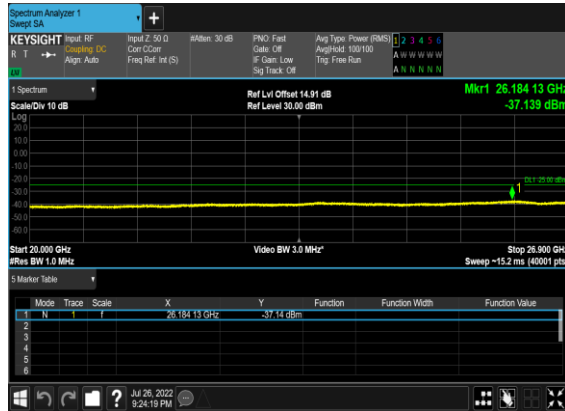 Spectrum Analyzer 1
Swept SA
+
KEYSIGHT Input: RF Input Z: 50 Ω #Atten: 30 dB PNO: Fast Avg Type: Power (RMS) 1 2 3 4 5 6
R T Coupling: DC Corr CCorr Gate: Off Avg|Hold: 100/100 A W W W W W
Align: Auto Freq Ref: Int (S) IF Gain: Low Trig: Free Run
Sig Track: Off A N N N N N
1 Spectrum Ref Lvl Offset 14.91 dB Mkr1 26.184 13 GHz
Scale/Div 10 dB Ref Level 30.00 dBm -37.139 dBm
Log
20.0
10.0
0.00
-10.0
-20.0
DL1 -25.00 dBm
-30.0
1
-40.0
-50.0
-60.0
Start 20.000 GHz Video BW 3.0 MHz* Stop 26.900 GHz
#Res BW 1.0 MHz Sweep ~15.2 ms (40001 pts)
5 Marker Table
Mode Trace Scale X Y Function Function Width Function Value
1 N 1 f 26.184 13 GHz -37.14 dBm
2
3
4
5
6
? Jul 26, 2022
9:24:19 PM